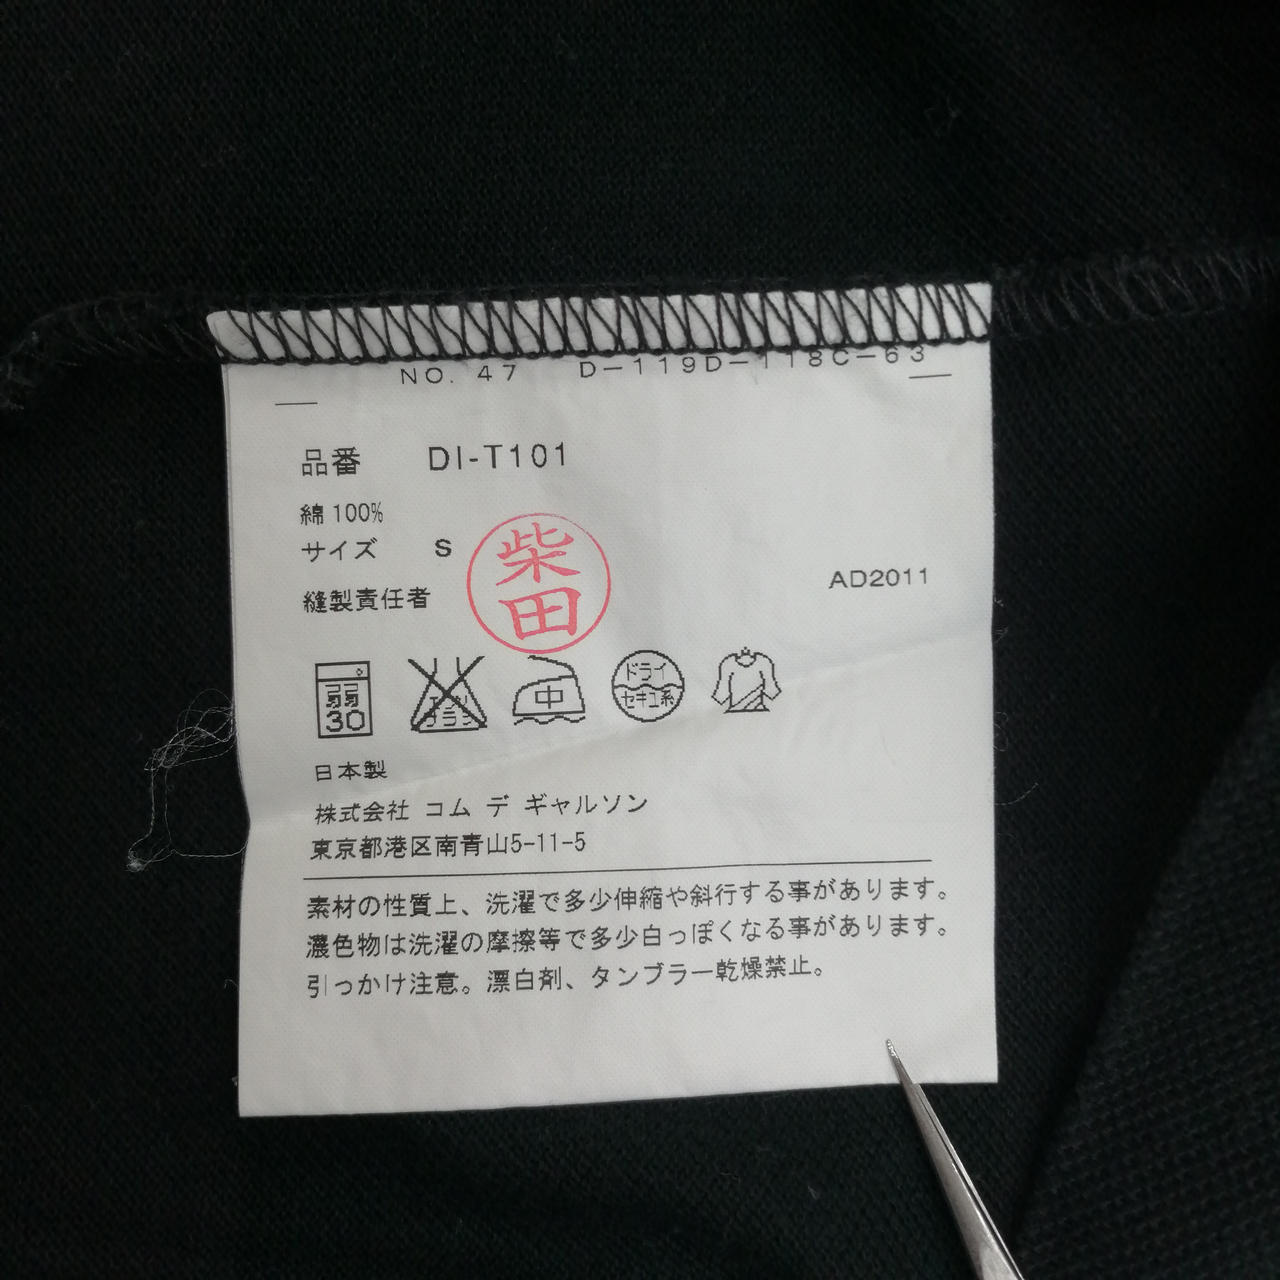 NO. 47 D-119D-118C-63
品番 DI-T101
綿 100%
サイズ S
縫製責任者 柴田
AD2011
弱
30
エンソ
サラシ
中
ドライ
セキユ系
日本製
株式会社 コム デ ギャルソン
東京都港区南青山5-11-5
素材の性質上、洗濯で多少伸縮や斜行する事があります。
濃色物は洗濯の摩擦等で多少白っぽくなる事があります。
引っかけ注意。漂白剤、タンブラー乾燥禁止。